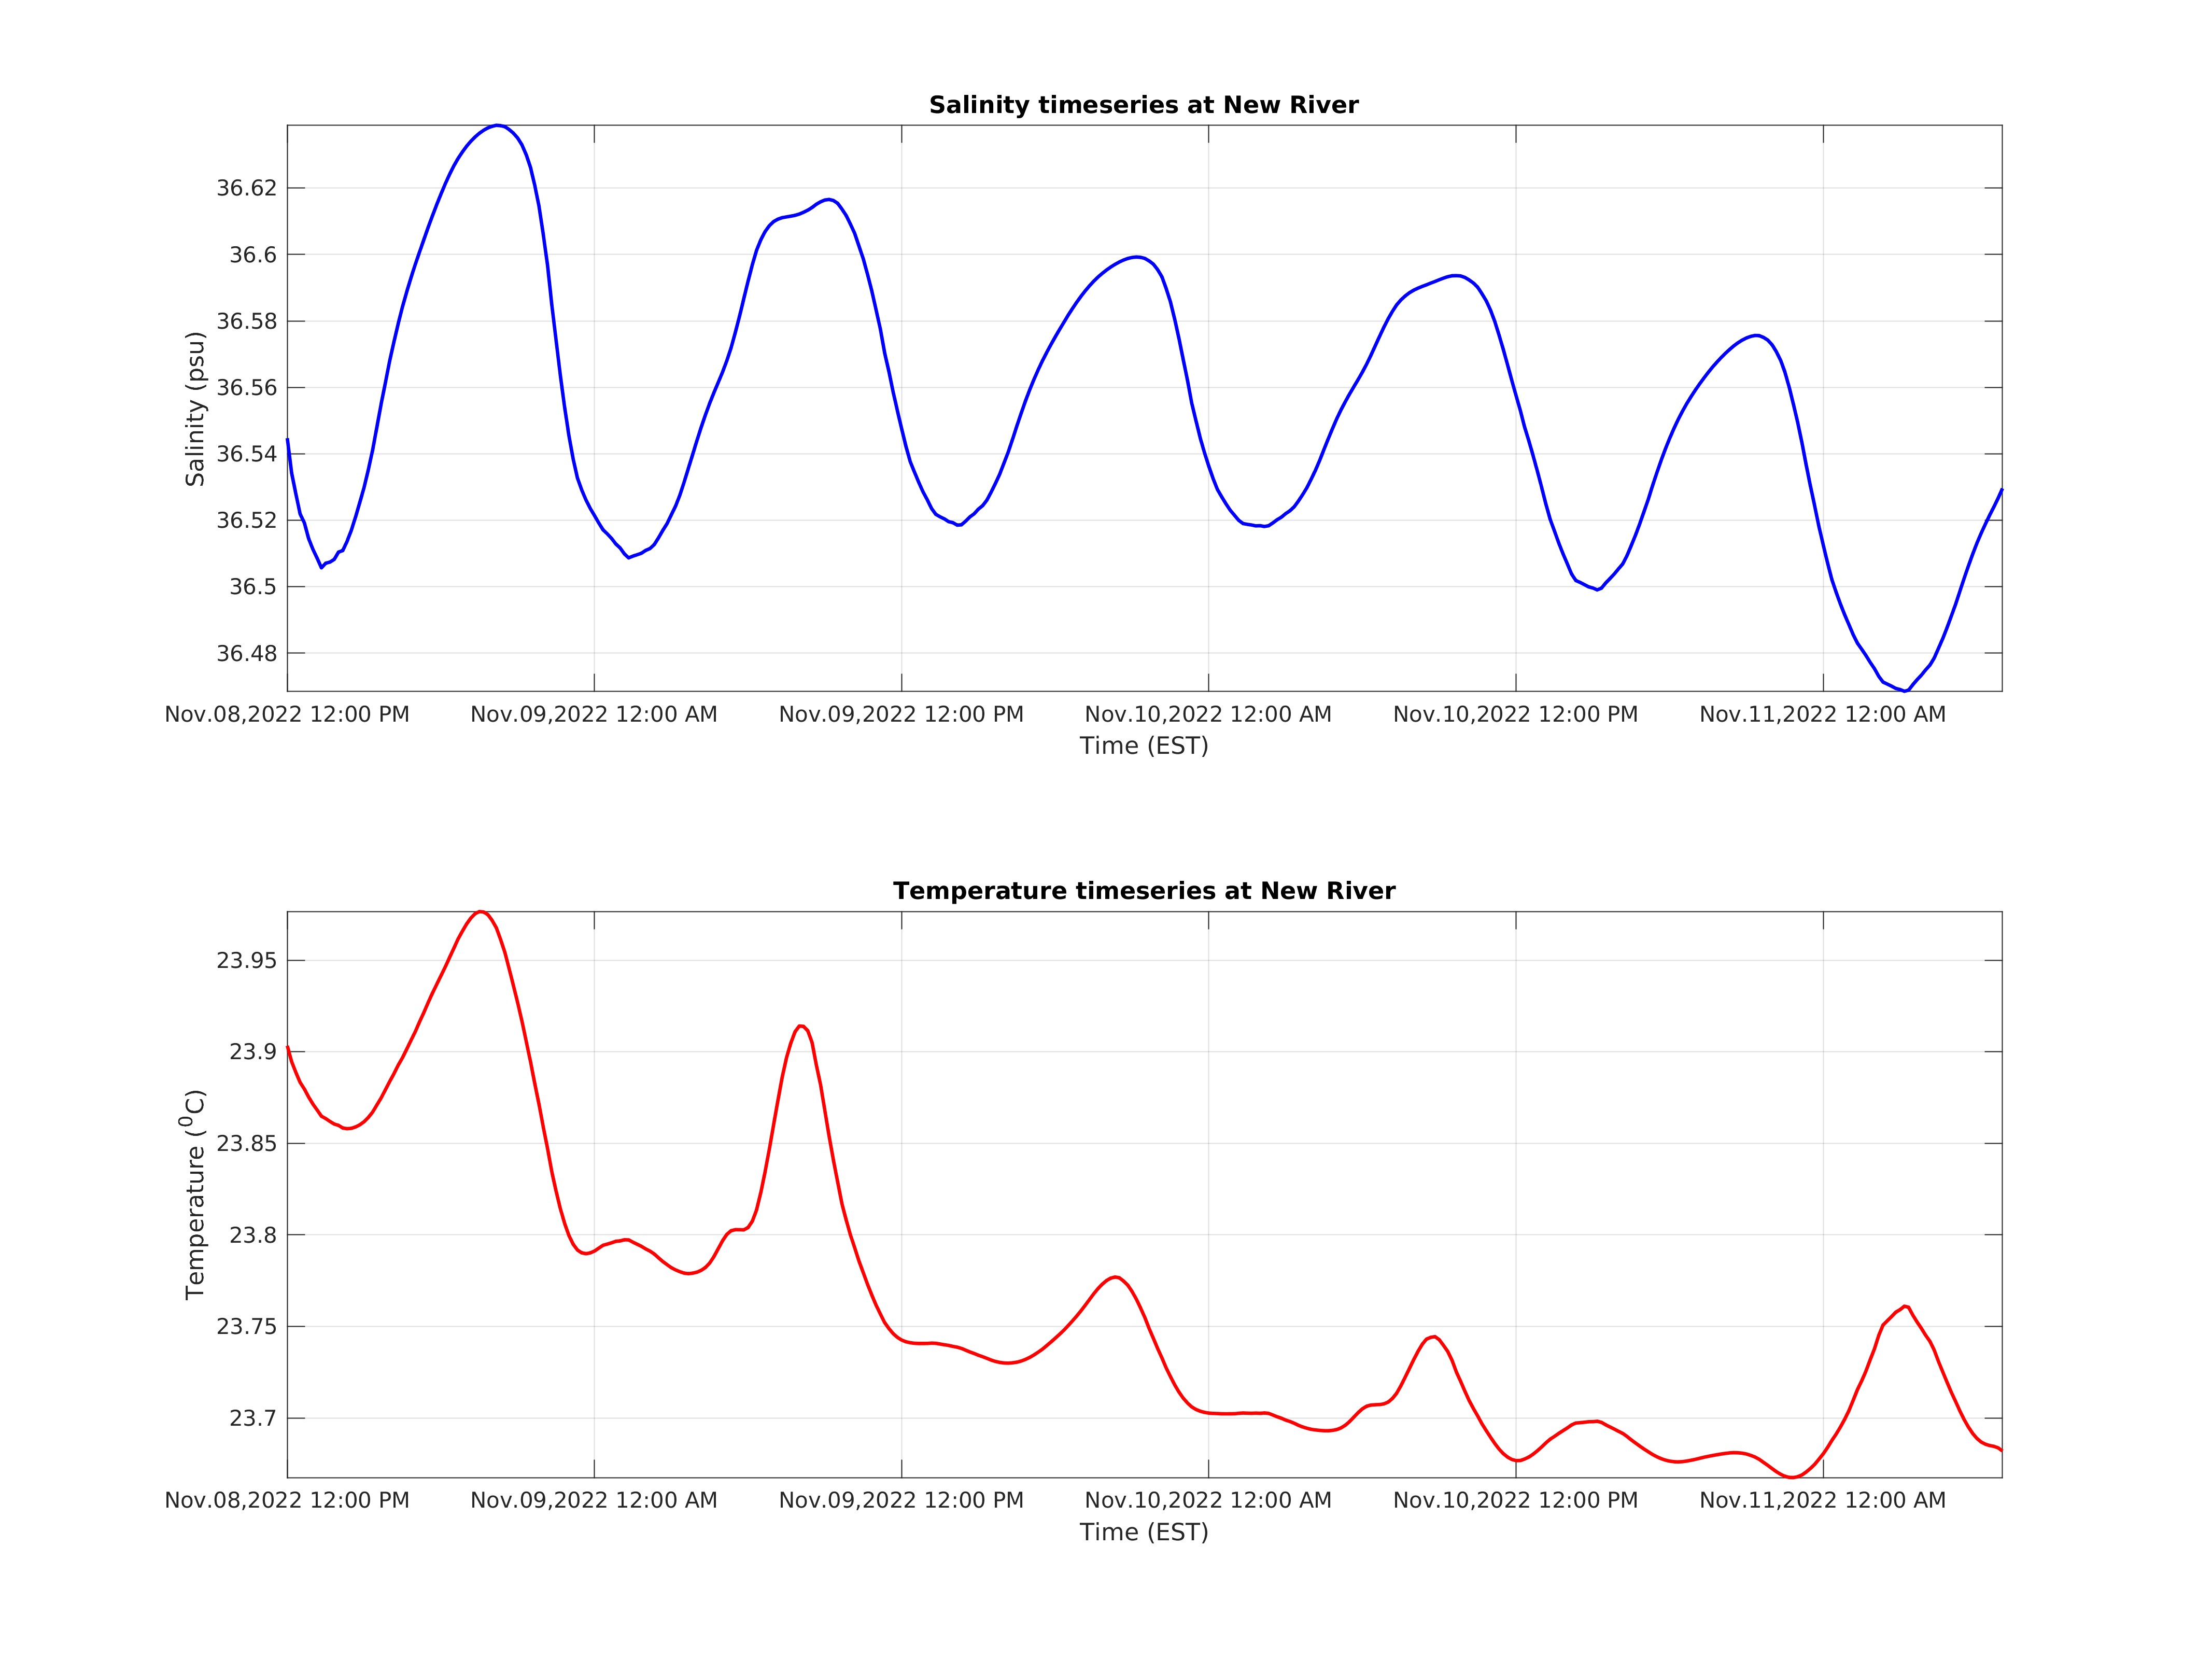 Salinity timeseries at New River
Salinity (psu)
36.62
36.6
36.58
36.56
36.54
36.52
36.5
36.48
Nov.08,2022 12:00 PM Nov.09,2022 12:00 AM Nov.09,2022 12:00 PM Nov.10,2022 12:00 AM Nov.10,2022 12:00 PM Nov.11,2022 12:00 AM
Time (EST)
Temperature timeseries at New River
Temperature (⁰C)
23.95
23.9
23.85
23.8
23.75
23.7
Nov.08,2022 12:00 PM Nov.09,2022 12:00 AM Nov.09,2022 12:00 PM Nov.10,2022 12:00 AM Nov.10,2022 12:00 PM Nov.11,2022 12:00 AM
Time (EST)